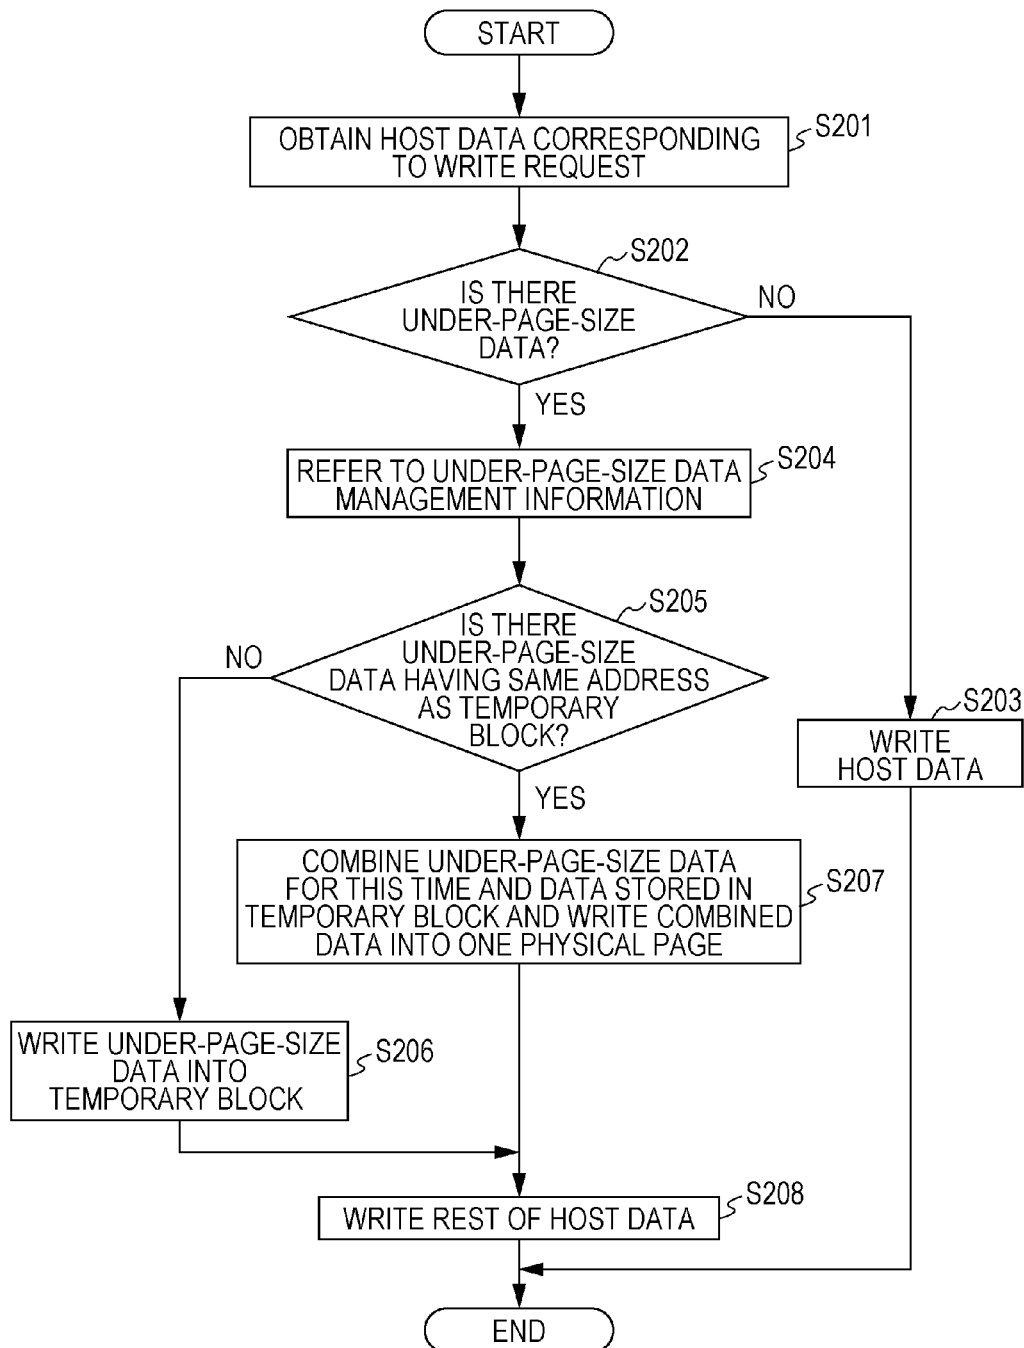 START
OBTAIN HOST DATA CORRESPONDING
TO WRITE REQUEST
S201
IS THERE
UNDER-PAGE-SIZE
DATA?
S202
NO
YES
REFER TO UNDER-PAGE-SIZE DATA
MANAGEMENT INFORMATION
S204
IS THERE
UNDER-PAGE-SIZE
DATA HAVING SAME ADDRESS
AS TEMPORARY
BLOCK?
S205
NO
YES
S203
WRITE
HOST DATA
COMBINE UNDER-PAGE-SIZE DATA
FOR THIS TIME AND DATA STORED IN
TEMPORARY BLOCK AND WRITE COMBINED
DATA INTO ONE PHYSICAL PAGE
S207
WRITE UNDER-PAGE-SIZE
DATA INTO
TEMPORARY BLOCK
S206
WRITE REST OF HOST DATA
S208
END